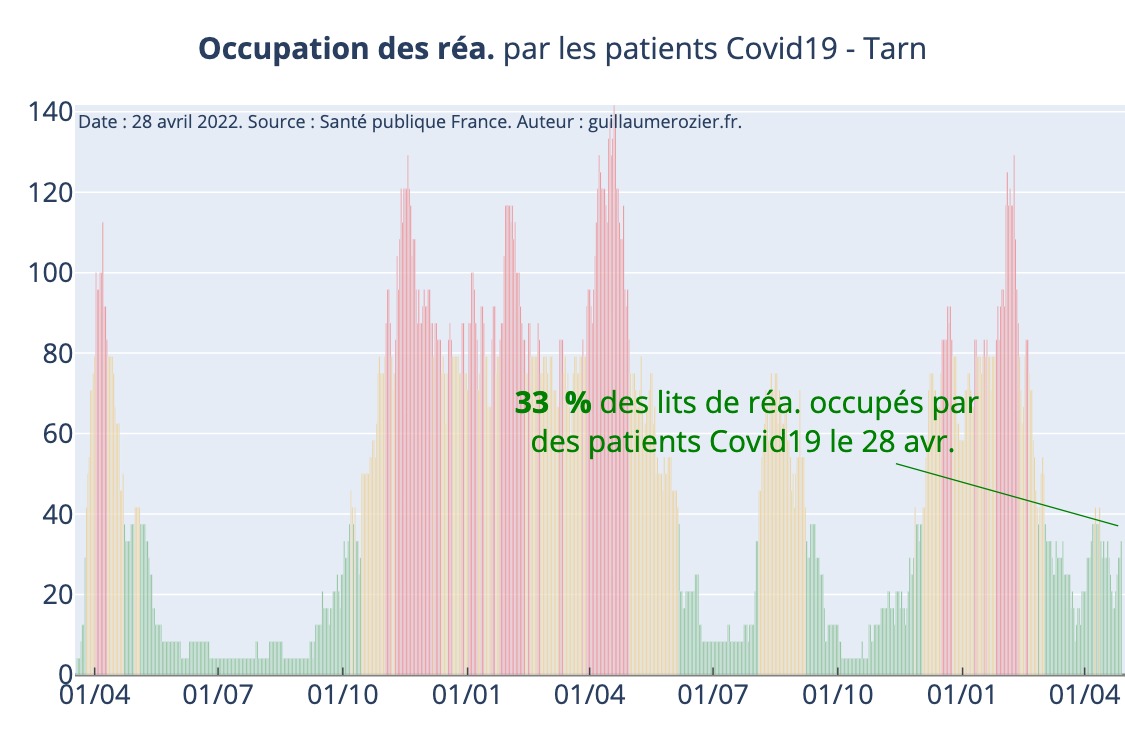 Occupation des réa. par les patients Covid19 - Tarn
140
Date : 28 avril 2022. Source : Santé publique France. Auteur : guillaumerozier.fr.
120
100
80
33 % des lits de réa. occupés par
des patients Covid19 le 28 avr.
60
40
20
0
01/04 01/07 01/10 01/01 01/04 01/07 01/10 01/01 01/04